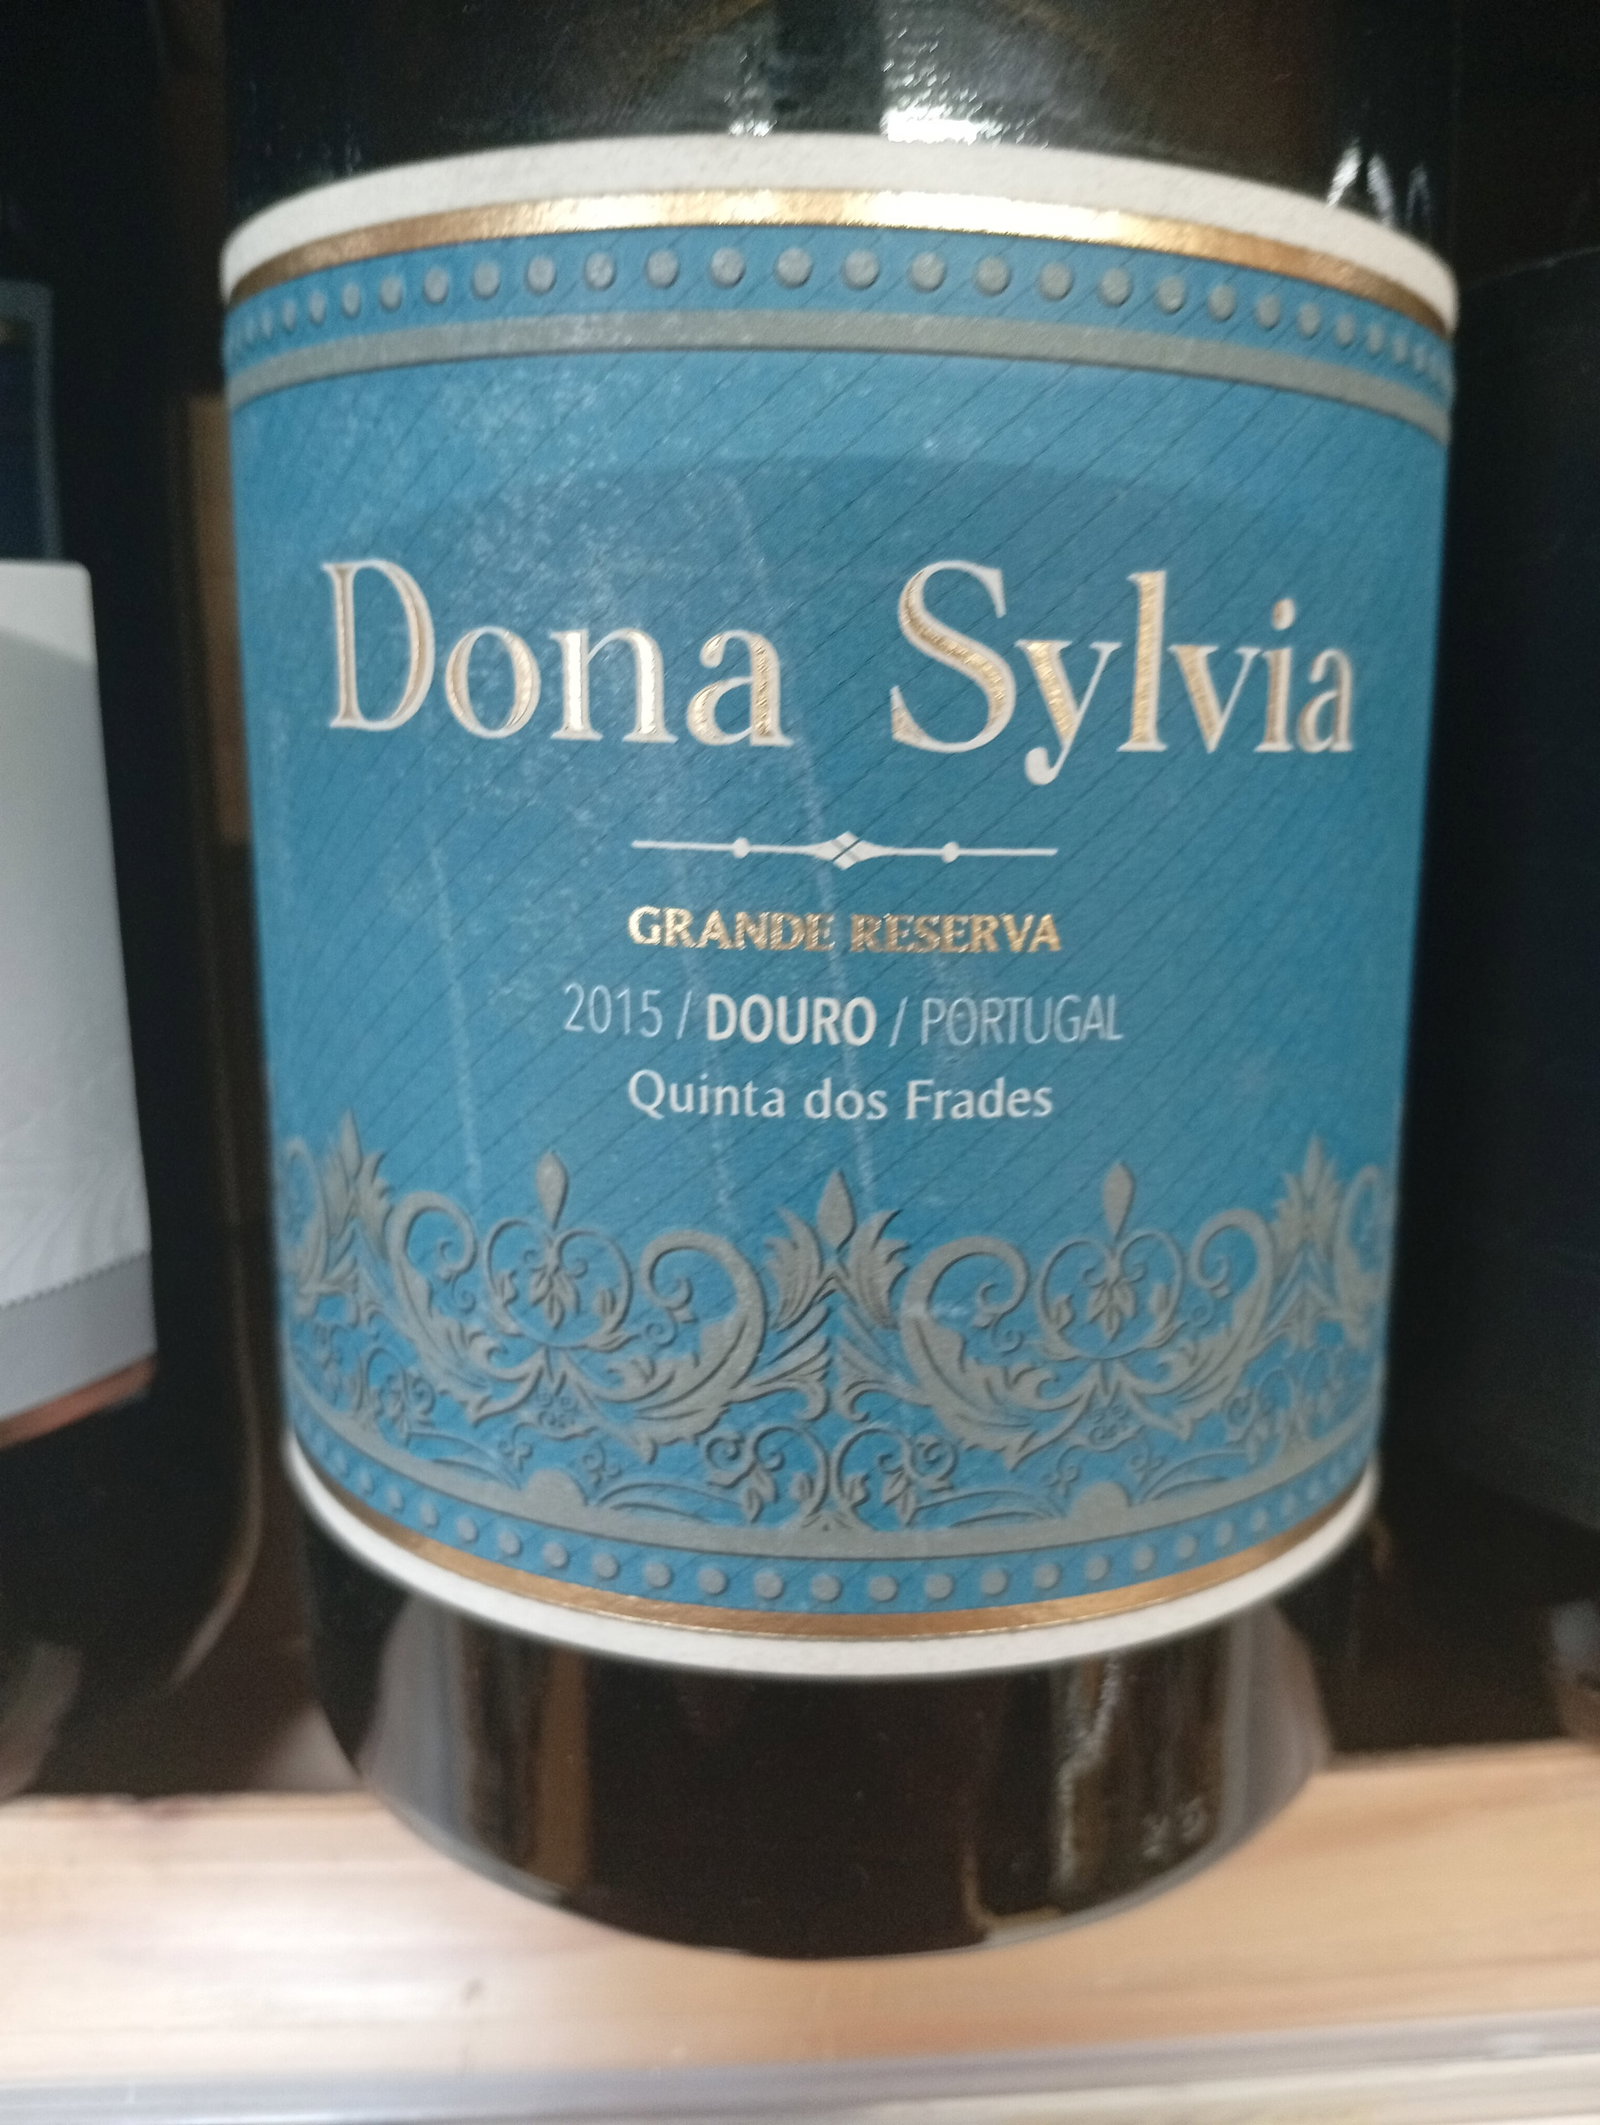 Dona Sylvia
GRANDE RESERVA
2015 / DOURO / PORTUGAL
Quinta dos Frades